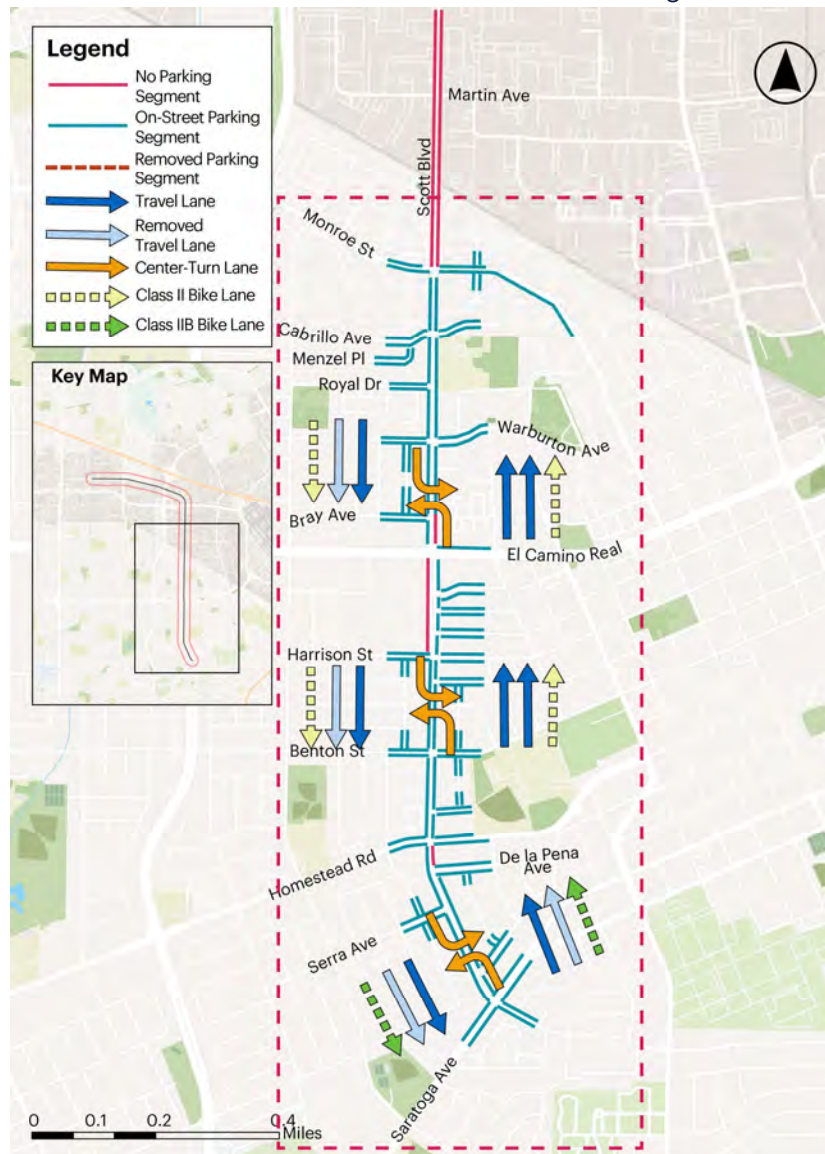 Legend
No Parking
Segment
On-Street Parking
Segment
Removed Parking
Segment
Travel Lane
Removed
Travel Lane
Center-Turn Lane
Class II Bike Lane
Class IIB Bike Lane
Key Map
Martin Ave
Scott Blvd
Monroe St
Cabrillo Ave
Menzel Pl
Royal Dr
Warburton Ave
Bray Ave
El Camino Real
Harrison St
Benton St
Homestead Rd
De la Pena
Ave
Serra Ave
Saratoga Ave
0 0.1 0.2 0.4
Miles